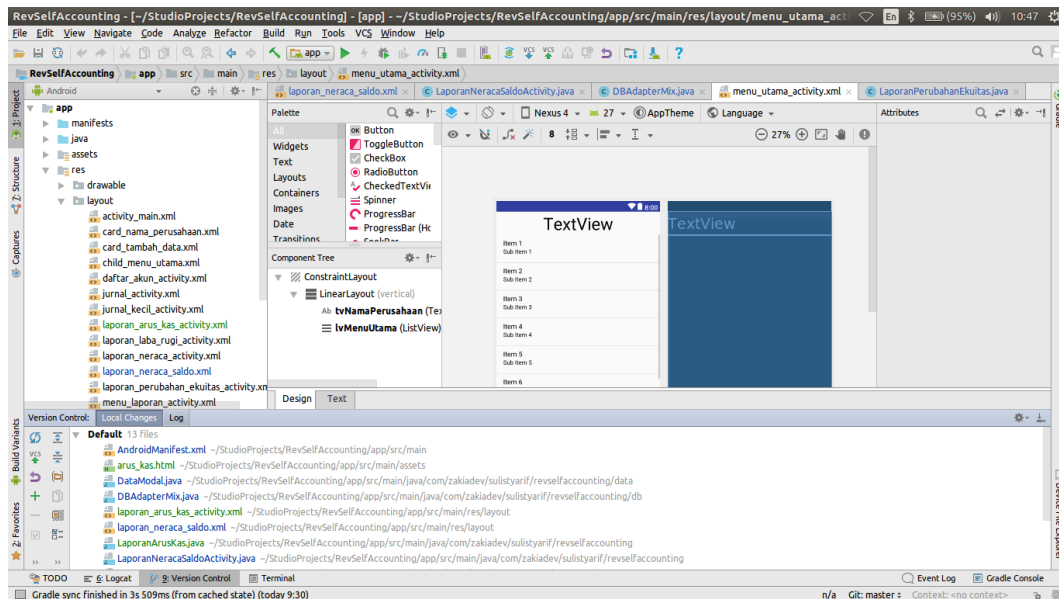 RevSelfAccounting - [~/StudioProjects/RevSelfAccounting] - [app] - ~/StudioProjects/RevSelfAccounting/app/src/main/res/layout/menu_utama_acti
En (95%) 10:47
File Edit View Navigate Code Analyze Refactor Build Run Tools VCS Window Help
app
RevSelfAccounting app src main res layout menu_utama_activity.xml
Android
laporan_neraca_saldo.xml LaporanNeracaSaldoActivity.java DBAdapterMix.java menu_utama_activity.xml LaporanPerubahanEkuitas.java
1: Project
Z: Structure
Captures
Build Variants
2: Favorites
app
manifests
java
assets
res
drawable
layout
activity_main.xml
card_nama_perusahaan.xml
card_tambah_data.xml
child_menu_utama.xml
daftar_akun_activity.xml
jurnal_activity.xml
jurnal_kecil_activity.xml
laporan_arus_kas_activity.xml
laporan_laba_rugi_activity.xml
laporan_neraca_activity.xml
laporan_neraca_saldo.xml
laporan_perubahan_ekuitas_activity.xn
menu_laporan_activity.xml
Palette
All
Widgets
Text
Layouts
Containers
Images
Date
Transitions
OK Button
ToggleButton
CheckBox
RadioButton
CheckedTextVie
Spinner
ProgressBar
ProgressBar (Hc
SeekBar
Component Tree
ConstraintLayout
LinearLayout (vertical)
Ab tvNamaPerusahaan (Te
lvMenuUtama (ListView)
Nexus 4 27 AppTheme Language
8 27%
8:00
TextView
Item 1
Sub Item 1
Item 2
Sub Item 2
Item 3
Sub Item 3
Item 4
Sub Item 4
Item 5
Sub Item 5
Item 6
TextView
Attributes
Gradle
Device File Explorer
Design Text
Version Control: Local Changes Log
Default 13 files
AndroidManifest.xml ~/StudioProjects/RevSelfAccounting/app/src/main
arus_kas.html ~/StudioProjects/RevSelfAccounting/app/src/main/assets
DataModal.java ~/StudioProjects/RevSelfAccounting/app/src/main/java/com/zakiadev/sulistyarif/revselfaccounting/data
DBAdapterMix.java ~/StudioProjects/RevSelfAccounting/app/src/main/java/com/zakiadev/sulistyarif/revselfaccounting/db
laporan_arus_kas_activity.xml ~/StudioProjects/RevSelfAccounting/app/src/main/res/layout
laporan_neraca_saldo.xml ~/StudioProjects/RevSelfAccounting/app/src/main/res/layout
LaporanArusKas.java ~/StudioProjects/RevSelfAccounting/app/src/main/java/com/zakiadev/sulistyarif/revselfaccounting
LaporanNeracaSaldoActivity.java ~/StudioProjects/RevSelfAccounting/app/src/main/java/com/zakiadev/sulistyarif/revselfaccounting
TODO 6: Logcat 9: Version Control Terminal Event Log Gradle Console
Gradle sync finished in 3s 509ms (from cached state) (today 9:30) n/a Git: master Context: <no context>